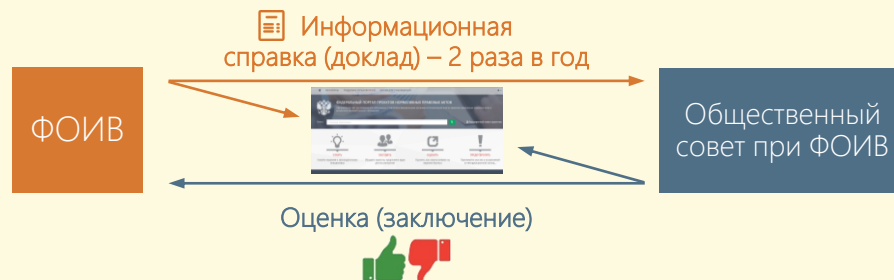 Информационная
справка (доклад) – 2 раза в год
ФОИВ
Общественный
совет при ФОИВ
Оценка (заключение)